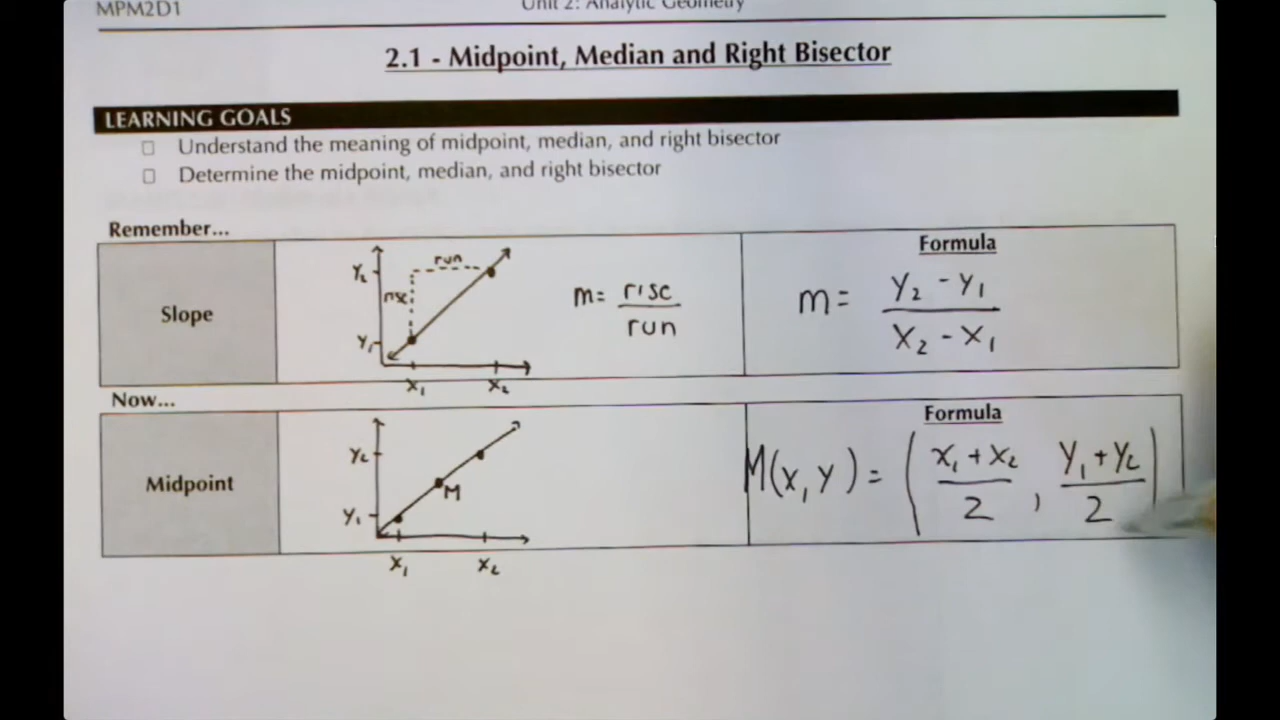 MPM2D1
Unit 2: Analytic Geometry
2.1 - Midpoint, Median and Right Bisector
LEARNING GOALS
Understand the meaning of midpoint, median, and right bisector
Determine the midpoint, median, and right bisector
Remember...
Slope
Y₂
run
rise
Y₁
X₁
X₂
m= rise
run
Formula
m= Y₂ - Y₁
X₂ - X₁
Now...
Midpoint
Y₂
M
Y₁
X₁
X₂
Formula
M(x,y) = (x₁+x₂
2
, Y₁+Y₂
2
)